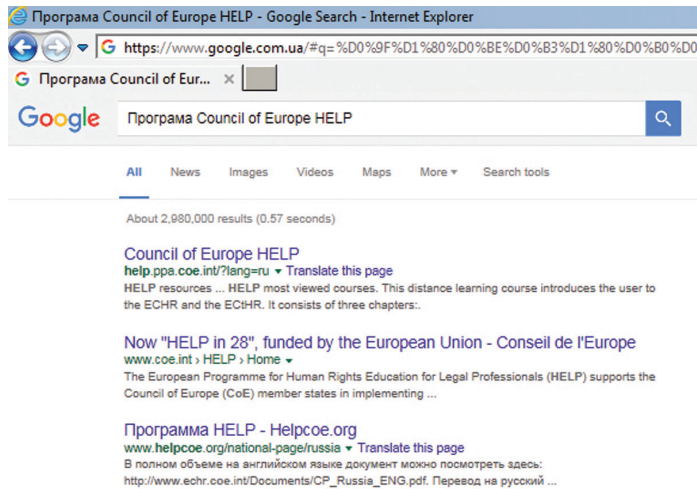 Програма Council of Europe HELP - Google Search - Internet Explorer
https://www.google.com.ua/#q=%D0%9F%D1%80%D0%BE%D0%B3%D1%80%D0%B0%D0
Програма Council of Eur...
Google Програма Council of Europe HELP
All News Images Videos Maps More Search tools
About 2,980,000 results (0.57 seconds)
Council of Europe HELP
help.ppa.coe.int/?lang=ru Translate this page
HELP resources ... HELP most viewed courses. This distance learning course introduces the user to
the ECHR and the ECtHR. It consists of three chapters:.
Now "HELP in 28", funded by the European Union - Conseil de l'Europe
www.coe.int › HELP › Home
The European Programme for Human Rights Education for Legal Professionals (HELP) supports the
Council of Europe (CoE) member states in implementing ...
Программа HELP - Helpcoe.org
www.helpcoe.org/national-page/russia Translate this page
В полном объеме на английском языке документ можно посмотреть здесь:
http://www.echr.coe.int/Documents/CP_Russia_ENG.pdf. Перевод на русский ...